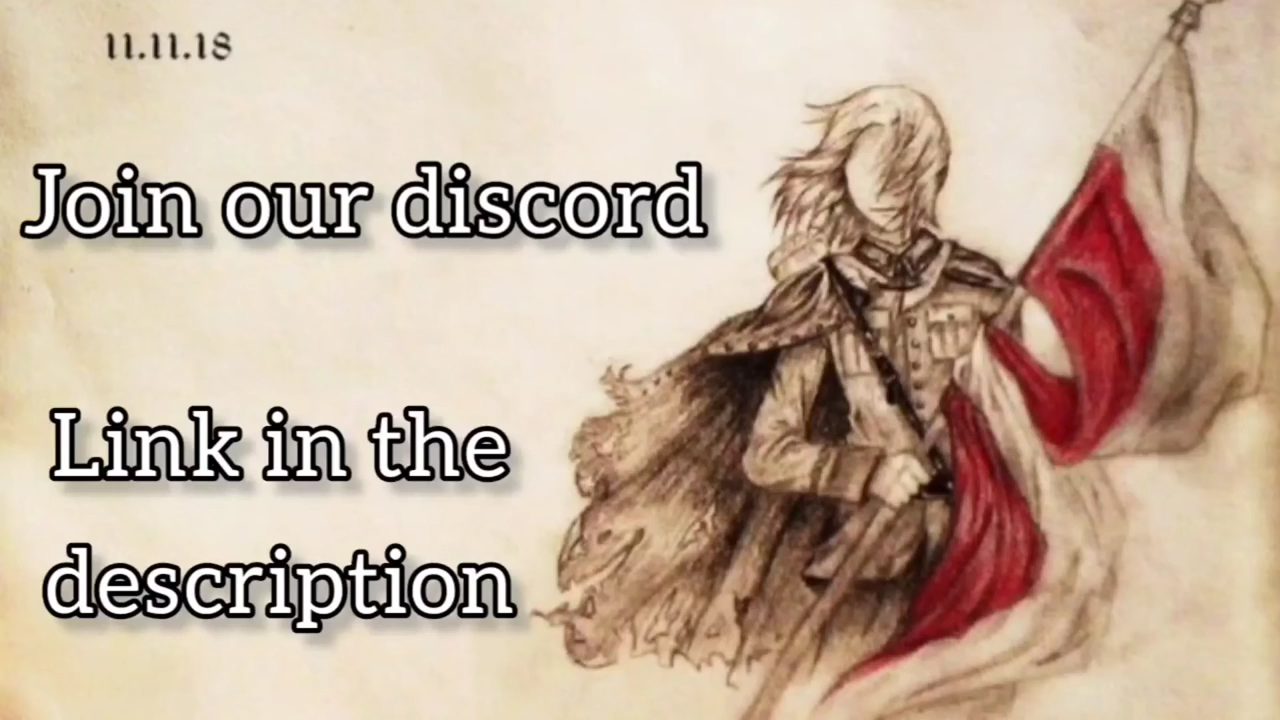 11.11.18
Join our discord
Link in the
description